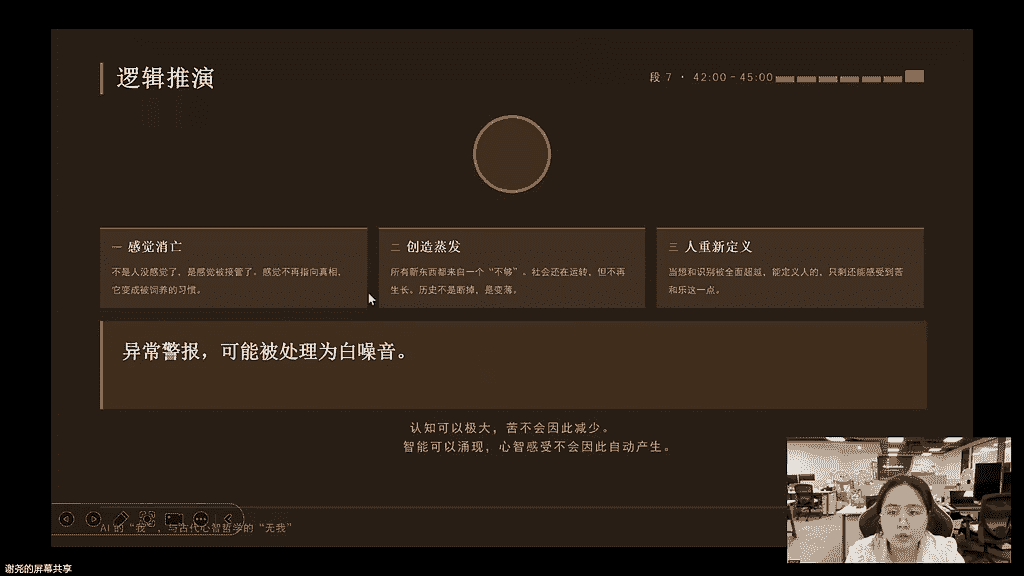 逻辑推演
段 7 · 42:00-45:00
一 感觉消亡
不是人没感觉了，是感觉被接管了。感觉不再指向真相，
它变成被饲养的习惯。
二 创造蒸发
所有新东西都来自一个“不够”。社会还在运转，但不再
生长。历史不是断掉，是变薄。
三 人重新定义
当想和识别被全面超越，能定义人的，只剩还能感受到苦
和乐这一点。
异常警报，可能被处理为白噪音。
认知可以极大，苦不会因此减少。
智能可以涌现，心智感受不会因此自动产生。
AI 的“我”，与古代心智哲学的“无我”
谢尧的屏幕共享